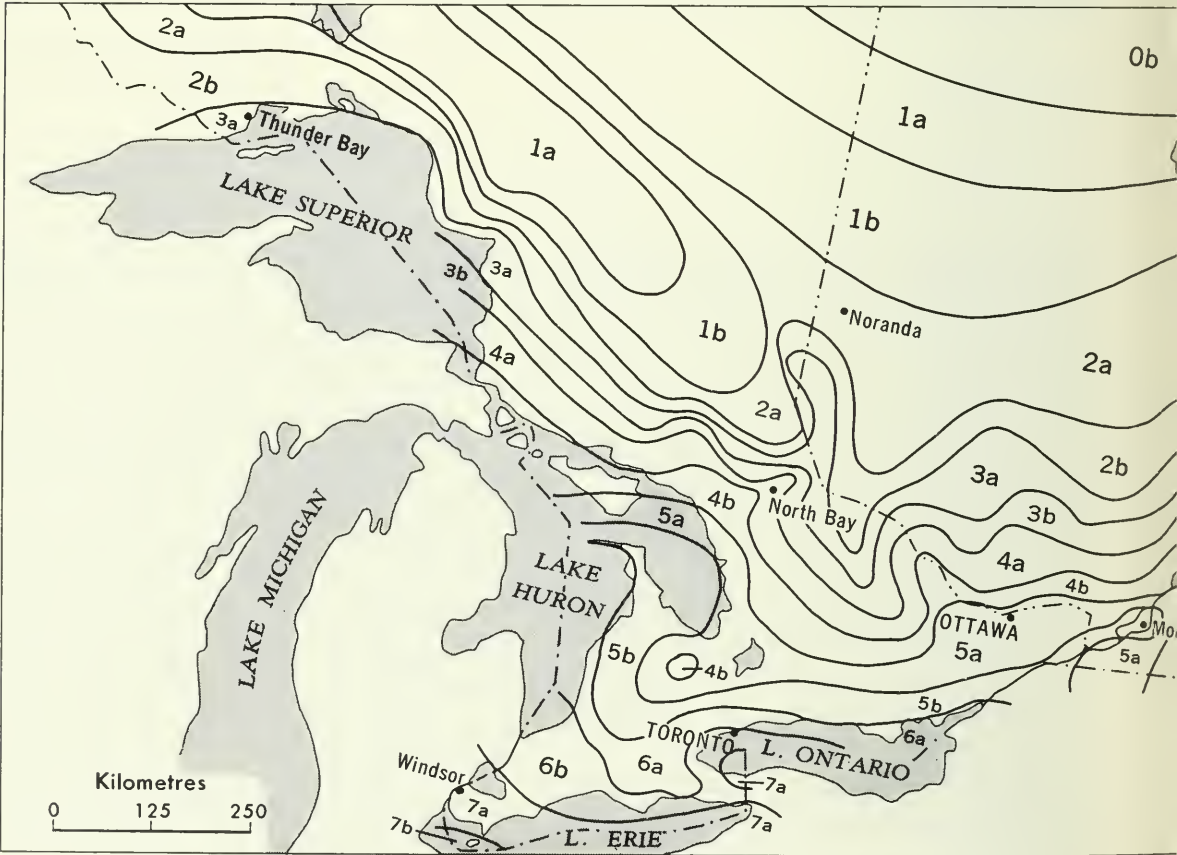 2a
0b
2b
1a
3a
Thunder Bay
1a
LAKE SUPERIOR
1b
3b
3a
Noranda
1b
4a
2a
2a
3a
2b
4b
North Bay
5a
3b
LAKE MICHIGAN
LAKE
HURON
4a
4b
OTTAWA
5b
4b
5a
5a
5b
TORONTO
6a
L. ONTARIO
Windsor
6b
6a
Kilometres
0 125 250
7a
7a
7b
L. ERIE
7a